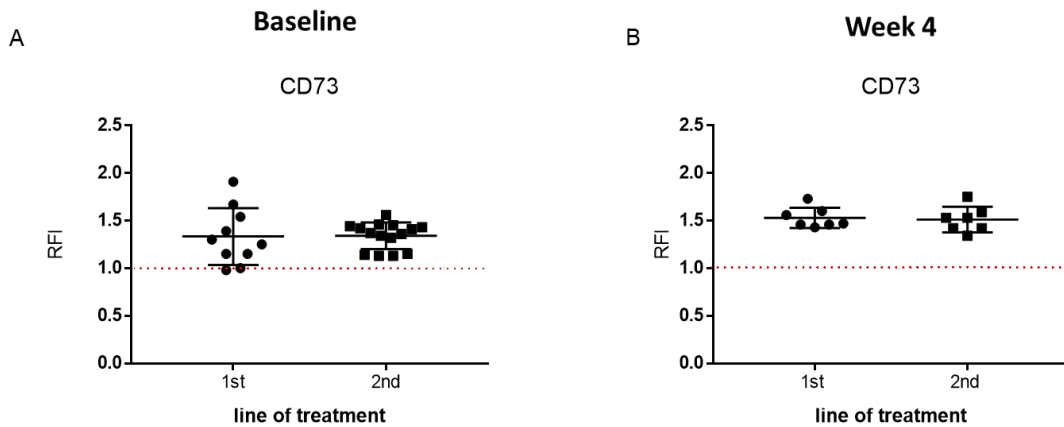 Baseline
A
CD73
2.5
2.0
1.5
1.0
0.5
0.0
RFI
1st
2nd
line of treatment
Week 4
B
CD73
2.5
2.0
1.5
1.0
0.5
0.0
RFI
1st
2nd
line of treatment